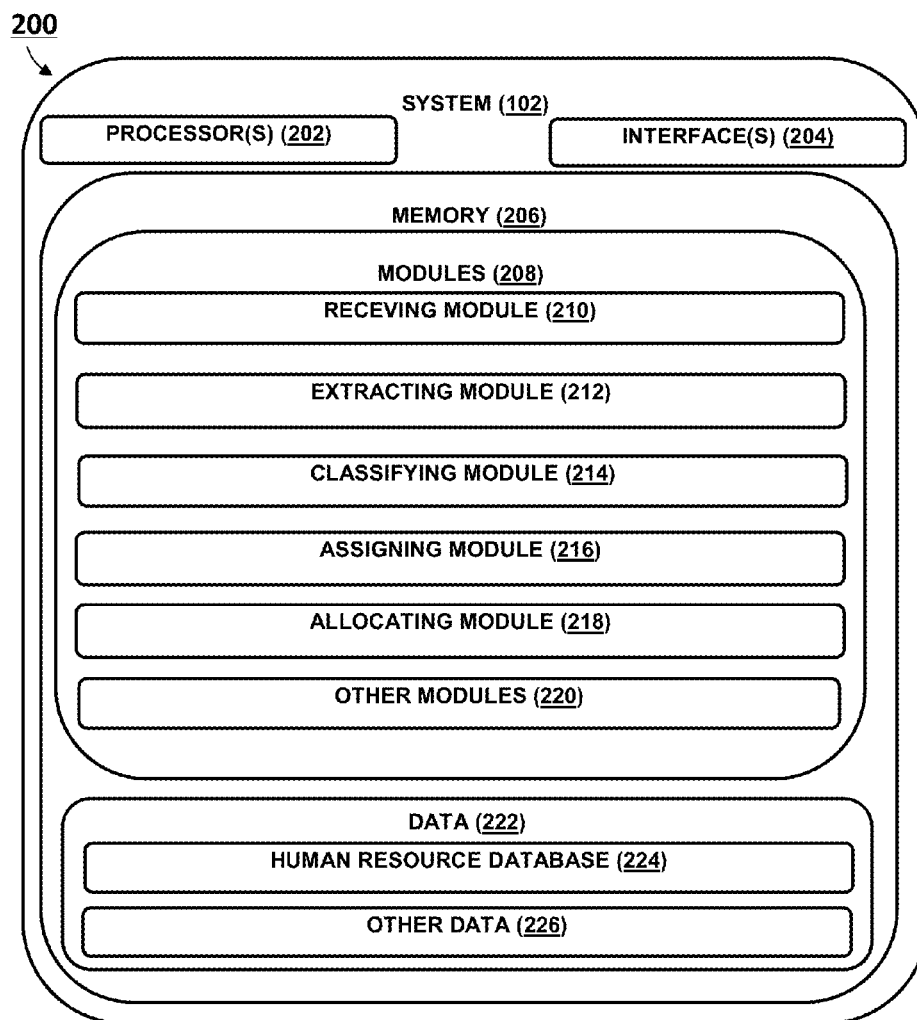 200
SYSTEM (102)
PROCESSOR(S) (202)
INTERFACE(S) (204)
MEMORY (206)
MODULES (208)
RECEVING MODULE (210)
EXTRACTING MODULE (212)
CLASSIFYING MODULE (214)
ASSIGNING MODULE (216)
ALLOCATING MODULE (218)
OTHER MODULES (220)
DATA (222)
HUMAN RESOURCE DATABASE (224)
OTHER DATA (226)